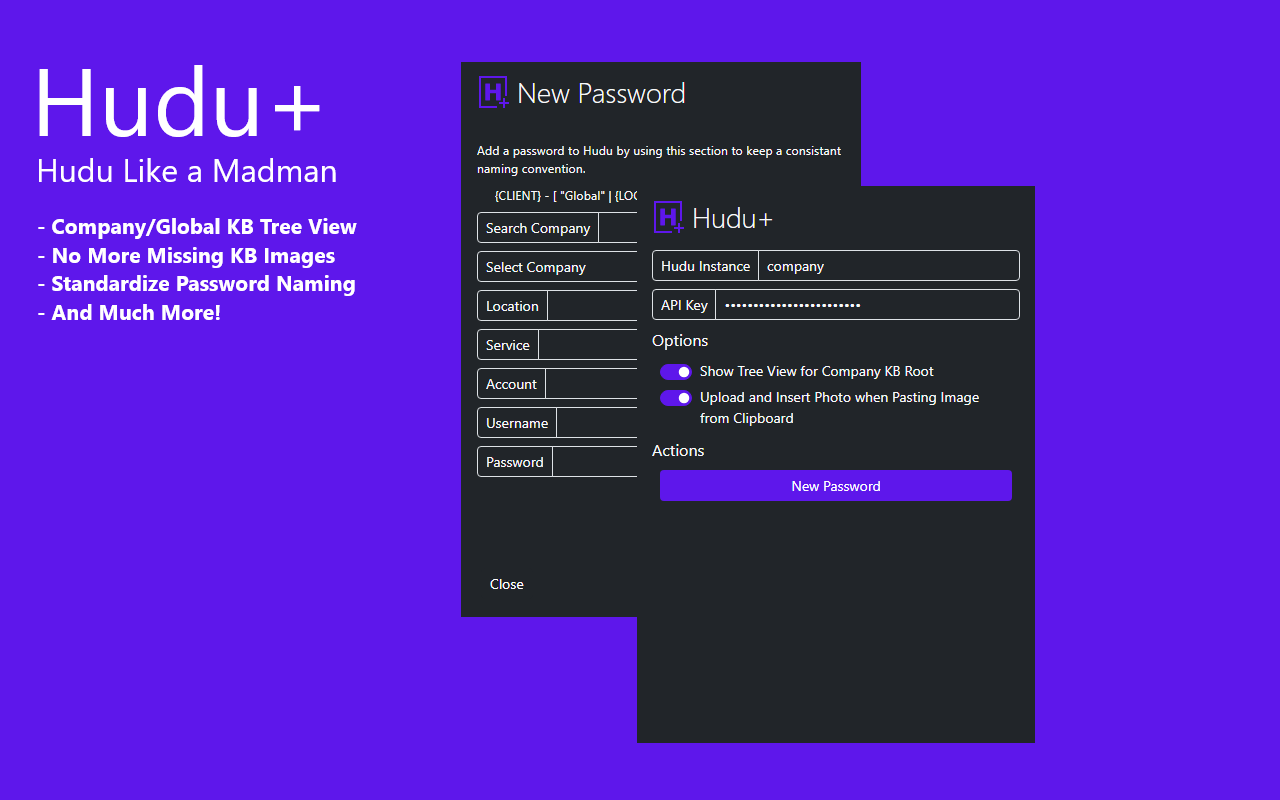 Hudu+
Hudu Like a Madman
- Company/Global KB Tree View
- No More Missing KB Images
- Standardize Password Naming
- And Much More!
H+ New Password
Add a password to Hudu by using this section to keep a consistant
naming convention.
{CLIENT} - [ "Global" | {LOC
Search Company
Select Company
Location
Service
Account
Username
Password
Close
H+ Hudu+
Hudu Instance company
API Key ••••••••••••••••••••••••
Options
Show Tree View for Company KB Root
Upload and Insert Photo when Pasting Image
from Clipboard
Actions
New Password